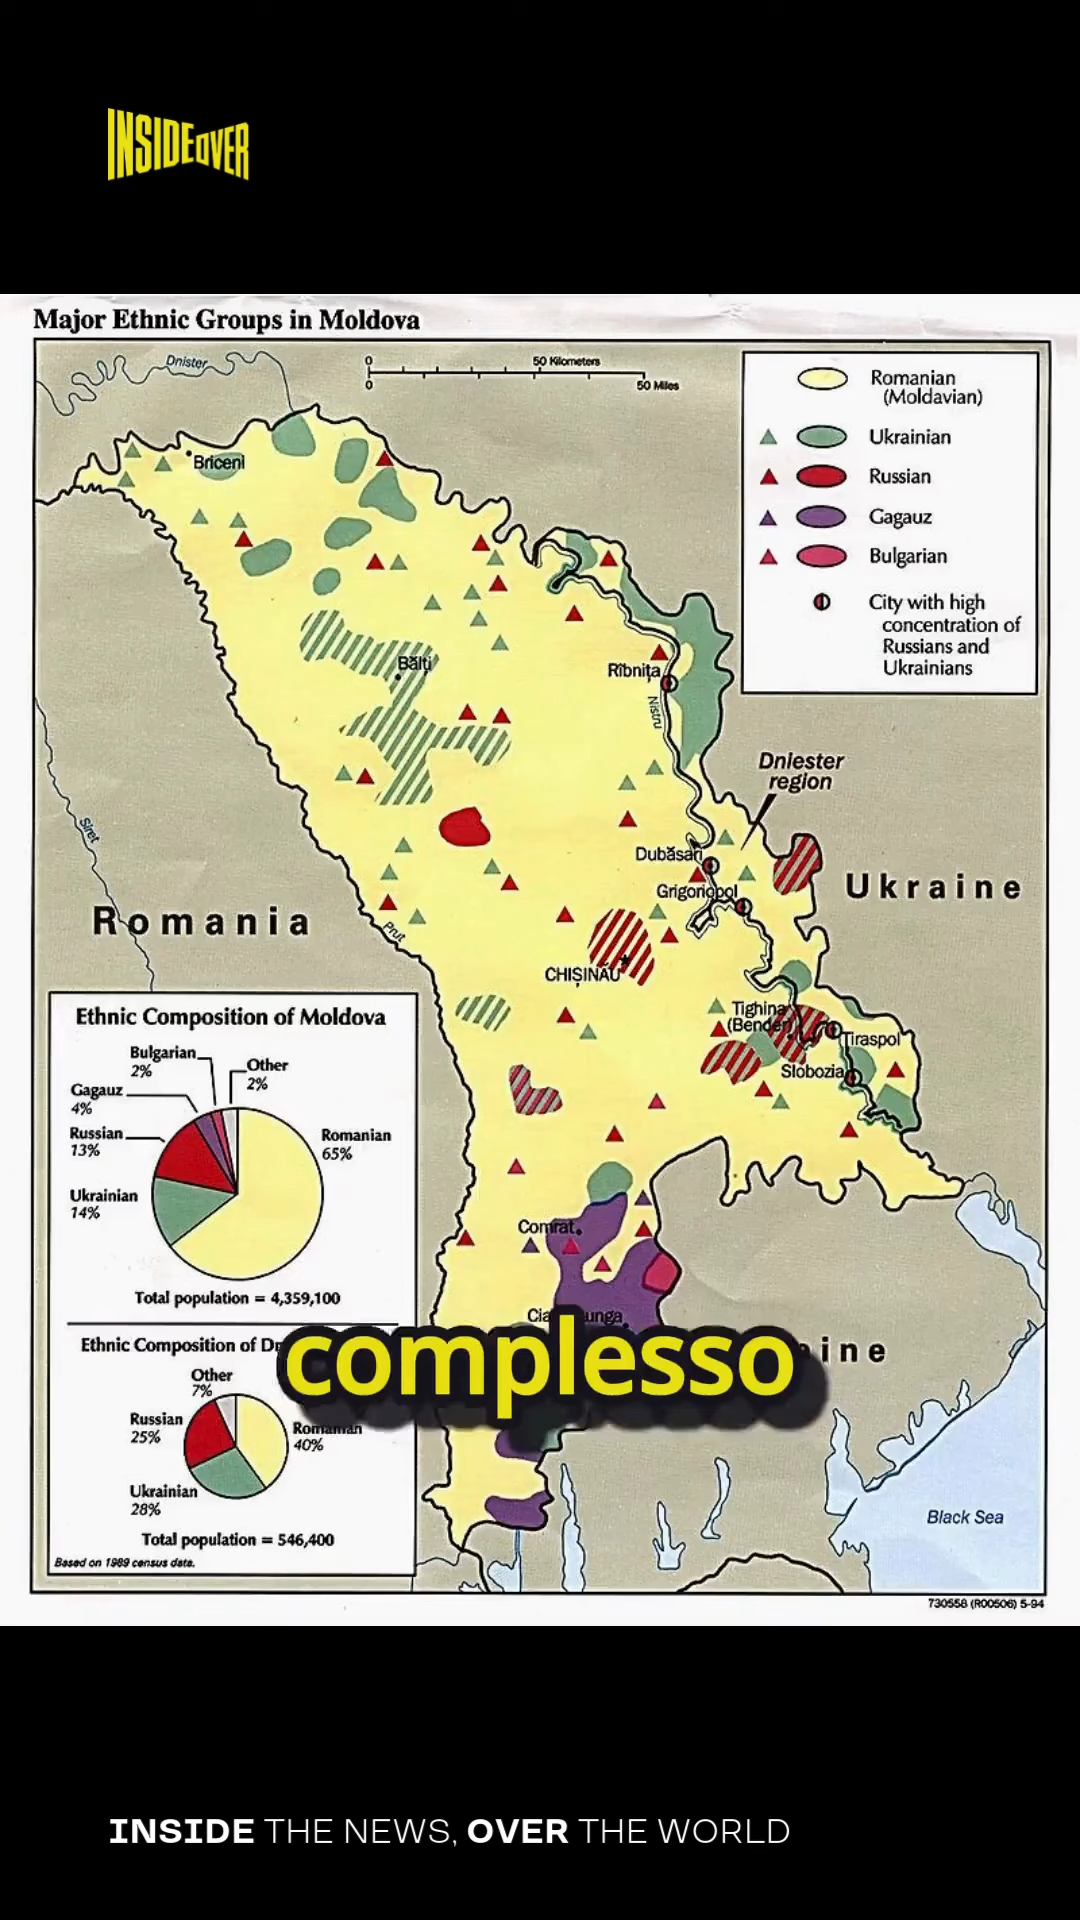 INSIDEOVER
Major Ethnic Groups in Moldova
Dnister
0 50 Kilometers
0 50 Miles
Romanian
(Moldavian)
Ukrainian
Russian
Gagauz
Bulgarian
City with high
concentration of
Russians and
Ukrainians
Briceni
Bălţi
Rîbniţa
Nistru
Dniester
region
Siret
Dubăsari
Grigoriopol
Ukraine
Romania
Prut
CHIŞINĂU
Tighina
(Bender)
Tiraspol
Slobozia
Comrat
Ethnic Composition of Moldova
Bulgarian
2%
Other
2%
Gagauz
4%
Russian
13%
Romanian
65%
Ukrainian
14%
Total population = 4,359,100
Ethnic Composition of
complesso
Other
7%
Russian
25%
Romanian
40%
Ukrainian
28%
Total population = 546,400
Based on 1989 census data.
Black Sea
730558 (R00506) 5-94
INSIDE THE NEWS, OVER THE WORLD